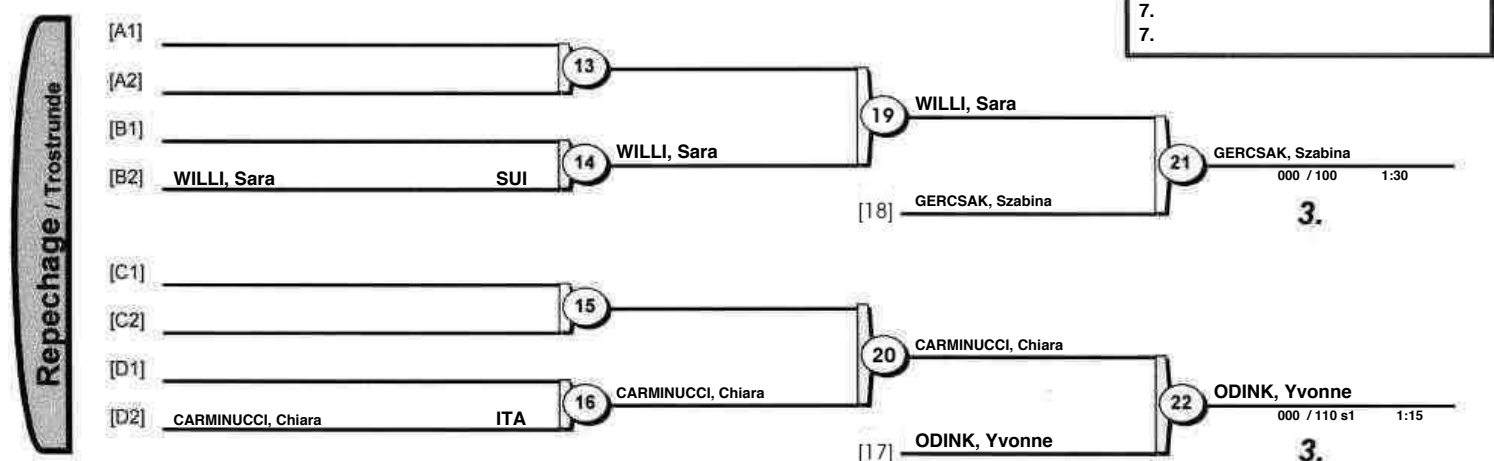 7.
7.
Repechage / Trostrunde
[A1]
13
[A2]
19 WILLI, Sara
[B1]
14 WILLI, Sara
[B2] WILLI, Sara SUI
21 GERCSAK, Szabina
000 / 100 1:30
[18] GERCSAK, Szabina
3.
[C1]
15
[C2]
20 CARMINUCCI, Chiara
[D1]
16 CARMINUCCI, Chiara
[D2] CARMINUCCI, Chiara ITA
22 ODINK, Yvonne
000 / 110 s1 1:15
[17] ODINK, Yvonne
3.